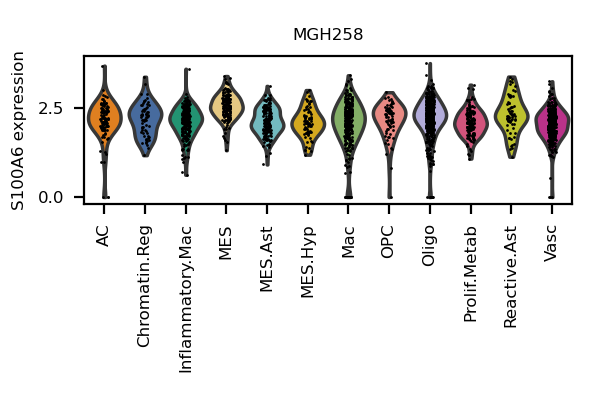 MGH258
S100A6 expression
2.5
0.0
AC
Chromatin.Reg
Inflammatory.Mac
MES
MES.Ast
MES.Hyp
Mac
OPC
Oligo
Prolif.Metab
Reactive.Ast
Vasc